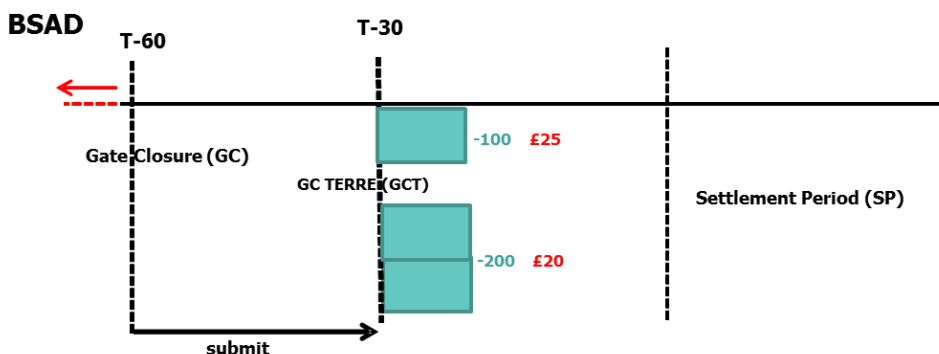 BSAD
T-60
T-30
-100 £25
Gate Closure (GC)
GC TERRE (GCT)
Settlement Period (SP)
-200 £20
submit